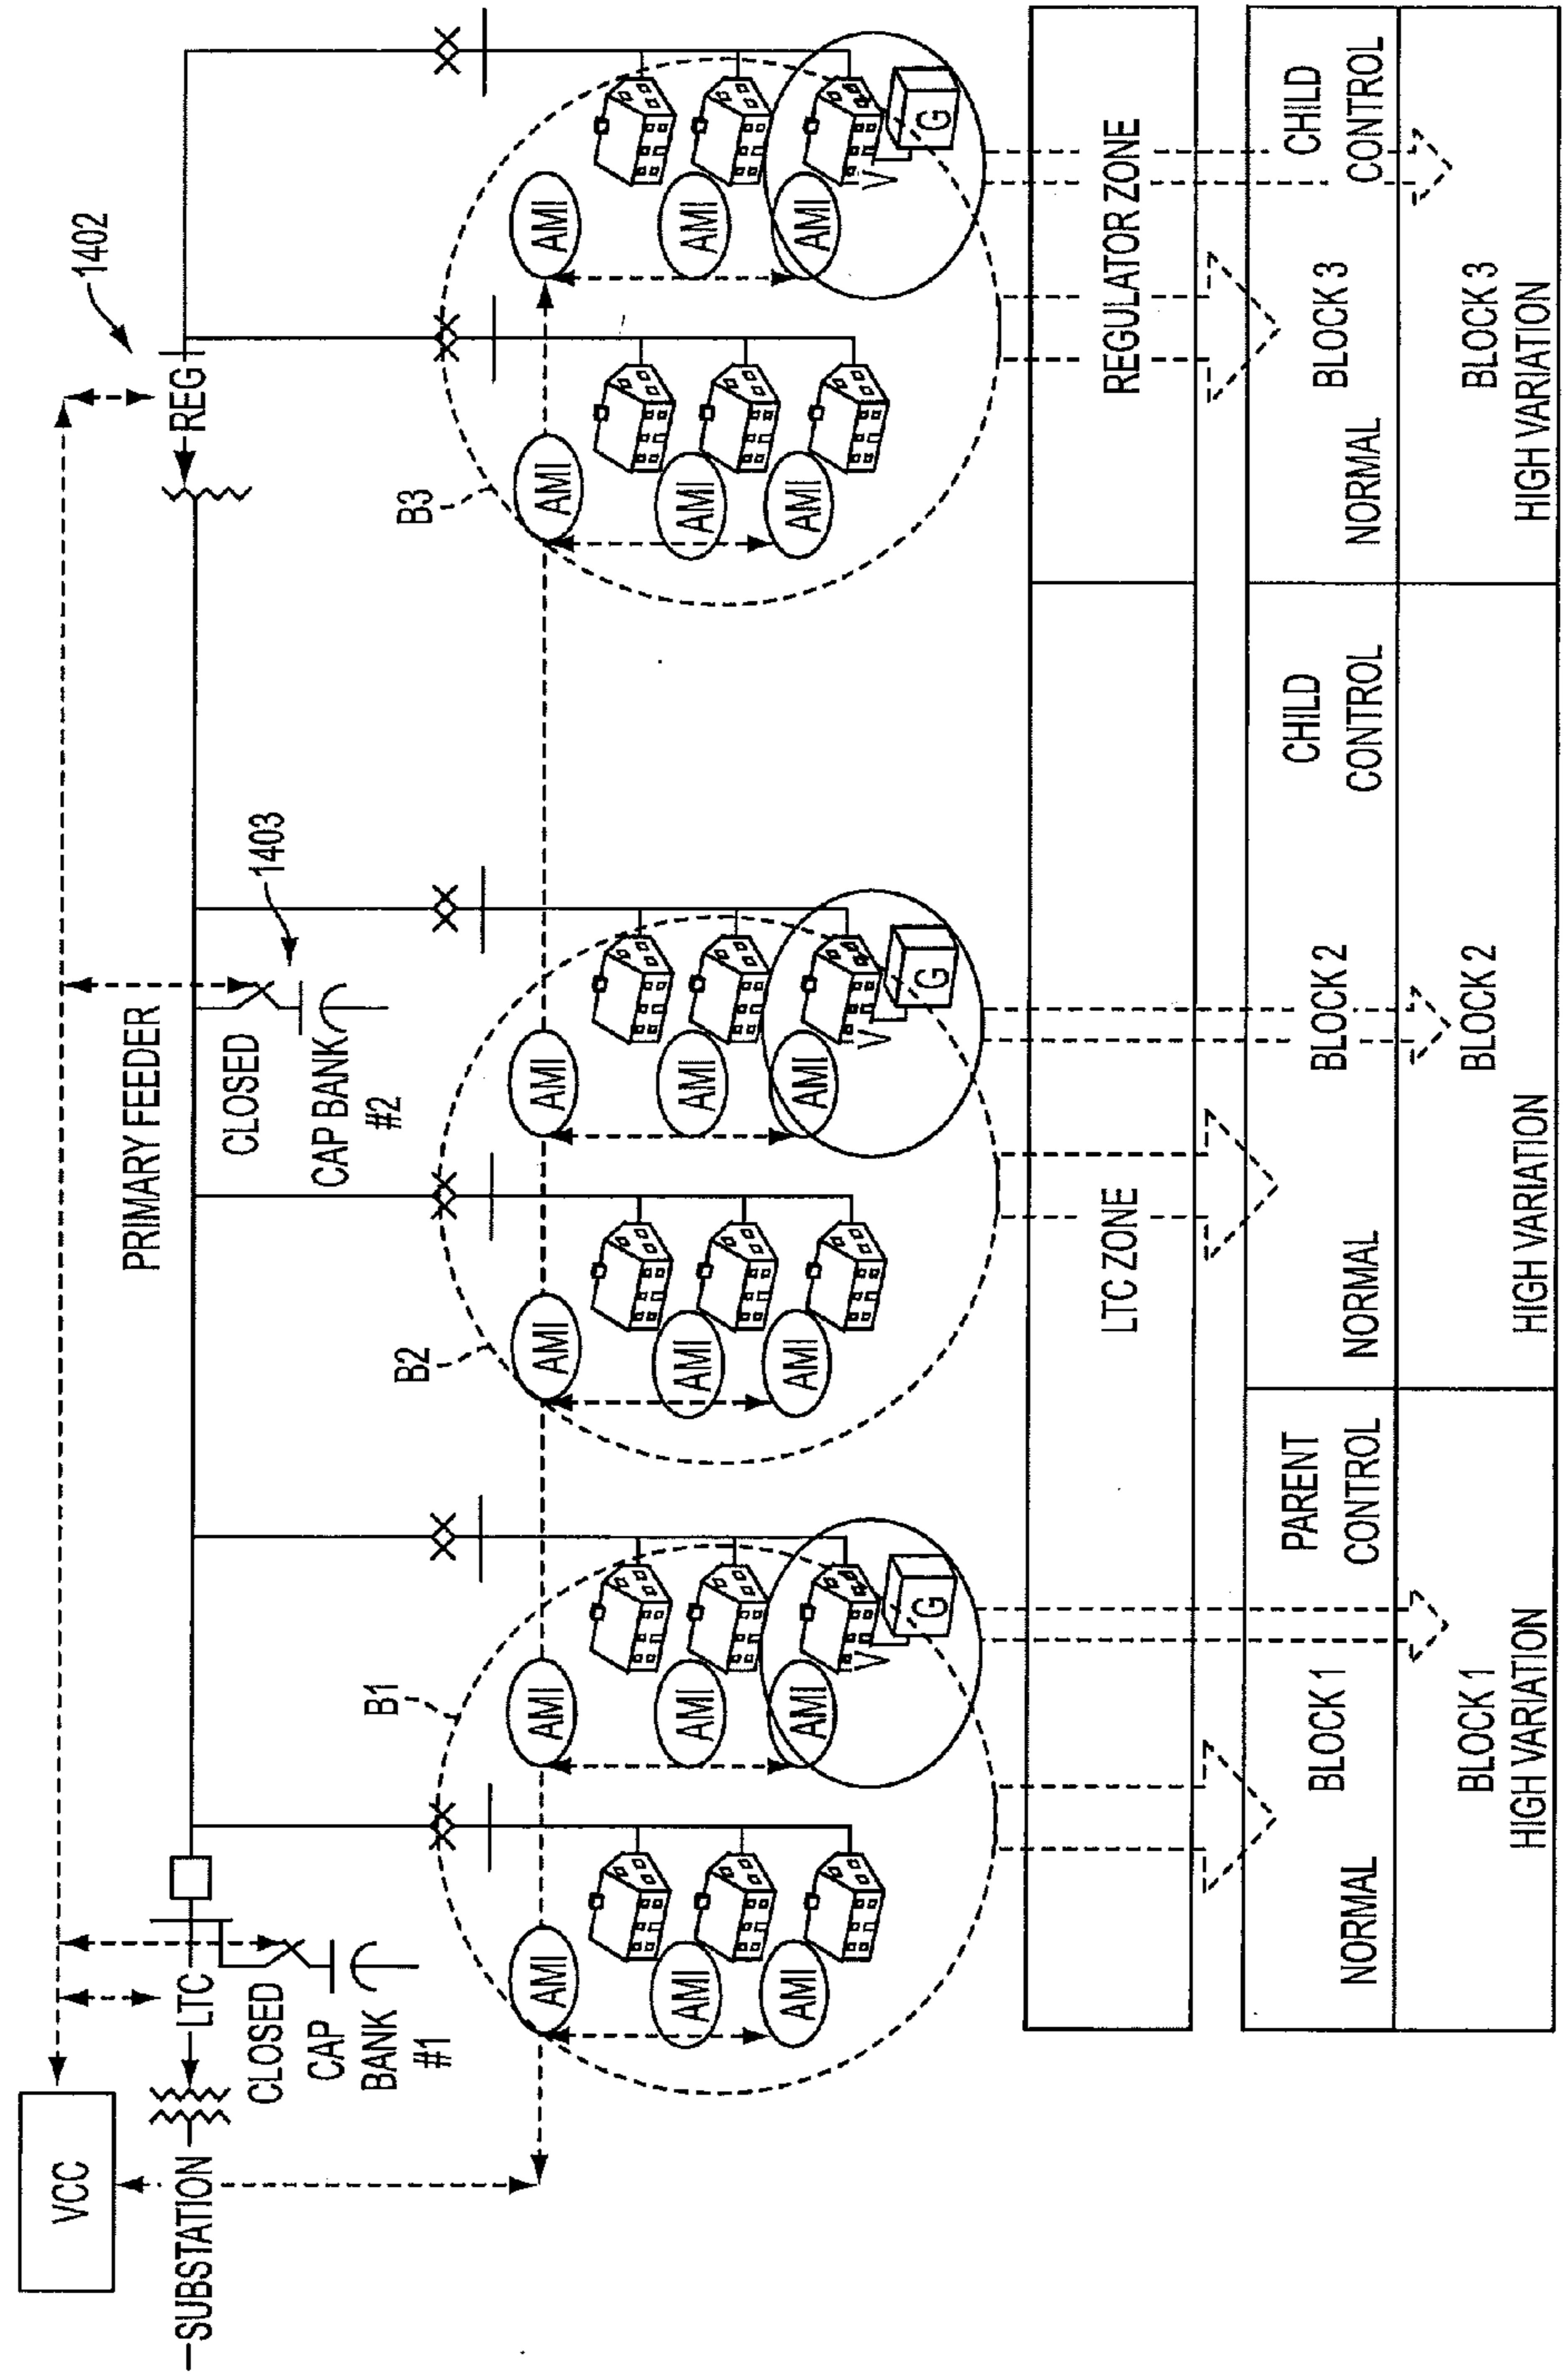 VCC
SUBSTATION
LTC
CLOSED
CAP
BANK
#1
PRIMARY FEEDER
CLOSED
CAP BANK
#2
1403
REG
1402
B1
AMI
AMI
AMI
AMI
AMI
AMI
V
G
B2
AMI
AMI
AMI
AMI
AMI
AMI
V
G
B3
AMI
AMI
AMI
AMI
AMI
AMI
V
G
LTC ZONE
REGULATOR ZONE
NORMAL
BLOCK 1
PARENT
CONTROL
NORMAL
BLOCK 2
CHILD
CONTROL
NORMAL
BLOCK 3
CHILD
CONTROL
BLOCK 1
HIGH VARIATION
BLOCK 2
HIGH VARIATION
BLOCK 3
HIGH VARIATION